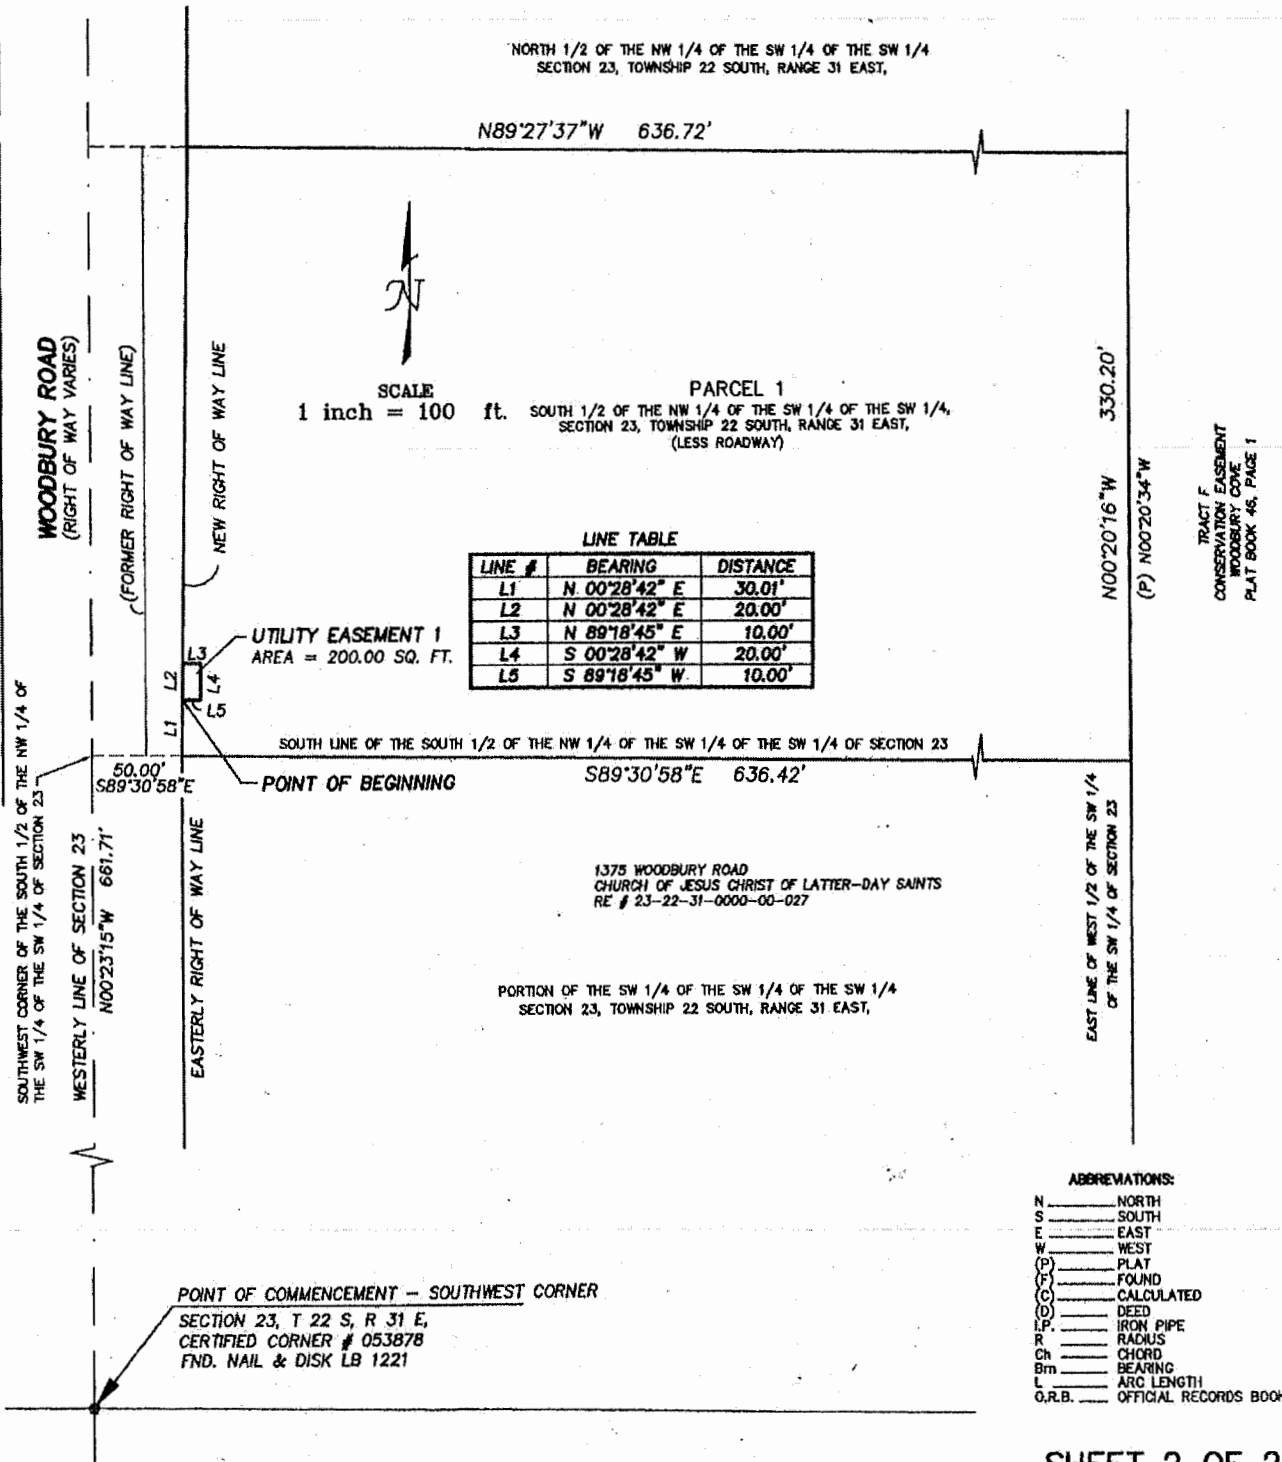 NORTH 1/2 OF THE NW 1/4 OF THE SW 1/4 OF THE SW 1/4
SECTION 23, TOWNSHIP 22 SOUTH, RANGE 31 EAST,
N89°27'37"W 636.72'
N
SCALE
1 inch = 100 ft.
PARCEL 1
SOUTH 1/2 OF THE NW 1/4 OF THE SW 1/4 OF THE SW 1/4,
SECTION 23, TOWNSHIP 22 SOUTH, RANGE 31 EAST,
(LESS ROADWAY)
WOODBURY ROAD
(RIGHT OF WAY VARIES)
(FORMER RIGHT OF WAY LINE)
NEW RIGHT OF WAY LINE
N00°20'16"W 330.20'
(P) N00°20'34"W
TRACT F
CONSERVATION EASEMENT
WOODBURY COVE
PLAT BOOK 46, PAGE 1
LINE TABLE
LINE # BEARING DISTANCE
L1 N 00°28'42" E 30.01'
L2 N 00°28'42" E 20.00'
L3 N 89°18'45" E 10.00'
L4 S 00°28'42" W 20.00'
L5 S 89°18'45" W 10.00'
UTILITY EASEMENT 1
AREA = 200.00 SQ. FT.
L3
L2
L4
L5
L1
SOUTH LINE OF THE SOUTH 1/2 OF THE NW 1/4 OF THE SW 1/4 OF THE SW 1/4 OF SECTION 23
S89°30'58"E 636.42'
50.00'
S89°30'58"E
POINT OF BEGINNING
SOUTHWEST CORNER OF THE SOUTH 1/2 OF THE NW 1/4 OF
THE SW 1/4 OF THE SW 1/4 OF SECTION 23
WESTERLY LINE OF SECTION 23
N00°23'15"W 661.71'
EASTERLY RIGHT OF WAY LINE
1375 WOODBURY ROAD
CHURCH OF JESUS CHRIST OF LATTER-DAY SAINTS
RE # 23-22-31-0000-00-027
PORTION OF THE SW 1/4 OF THE SW 1/4 OF THE SW 1/4
SECTION 23, TOWNSHIP 22 SOUTH, RANGE 31 EAST,
EAST LINE OF WEST 1/2 OF THE SW 1/4
OF THE SW 1/4 OF SECTION 23
POINT OF COMMENCEMENT - SOUTHWEST CORNER
SECTION 23, T 22 S, R 31 E,
CERTIFIED CORNER # 053878
FND. NAIL & DISK LB 1221
ABBREVIATIONS:
N NORTH
S SOUTH
E EAST
W WEST
(P) PLAT
(F) FOUND
(C) CALCULATED
(D) DEED
I.P. IRON PIPE
R RADIUS
Ch CHORD
Brn BEARING
L ARC LENGTH
O.R.B. OFFICIAL RECORDS BOOK
SHEET 2 OF 2